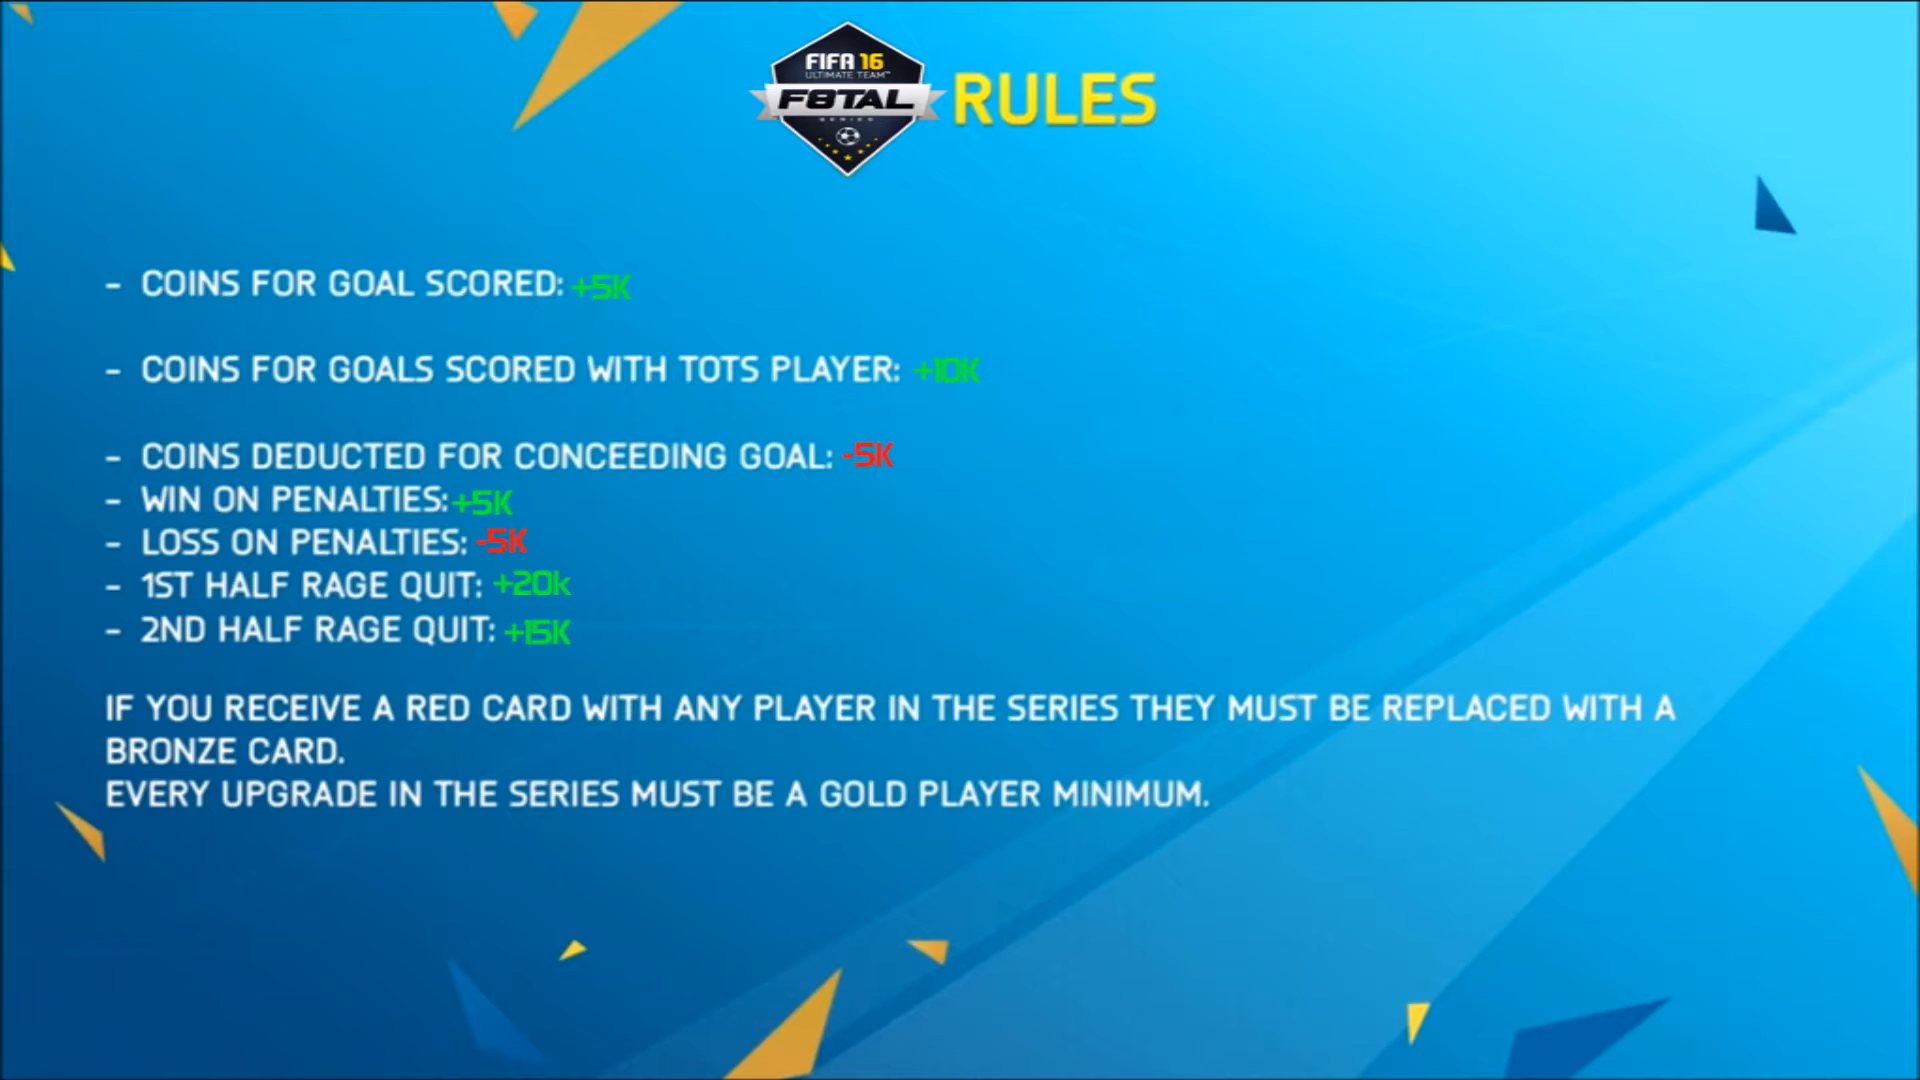 FIFA 16
ULTIMATE TEAM™
F8TAL
SERIES
RULES
- COINS FOR GOAL SCORED: +5K
- COINS FOR GOALS SCORED WITH TOTS PLAYER: +10K
- COINS DEDUCTED FOR CONCEEDING GOAL: -5K
- WIN ON PENALTIES: +5K
- LOSS ON PENALTIES: -5K
- 1ST HALF RAGE QUIT: +20k
- 2ND HALF RAGE QUIT: +15K
IF YOU RECEIVE A RED CARD WITH ANY PLAYER IN THE SERIES THEY MUST BE REPLACED WITH A
BRONZE CARD.
EVERY UPGRADE IN THE SERIES MUST BE A GOLD PLAYER MINIMUM.